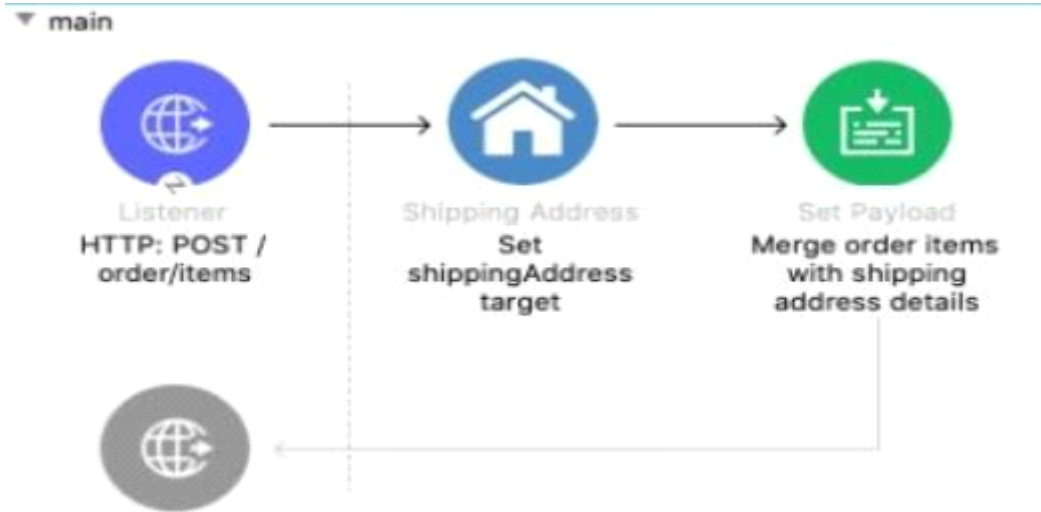 main
Listener
HTTP: POST /
order/items
Shipping Address
Set
shippingAddress
target
Set Payload
Merge order items
with shipping
address details